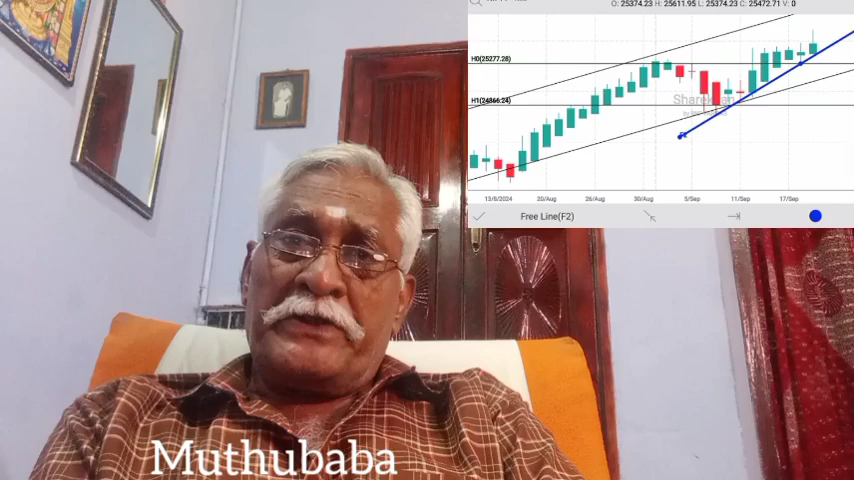 O: 25374.23 H: 25611.95 L: 25374.23 C: 25472.71 V: 0
H0(25277.28)
H1(24866.24)
Sharekhan
13/8/2024 20/Aug 26/Aug 30/Aug 5/Sep 11/Sep 17/Sep
Free Line(F2)
Muthubaba